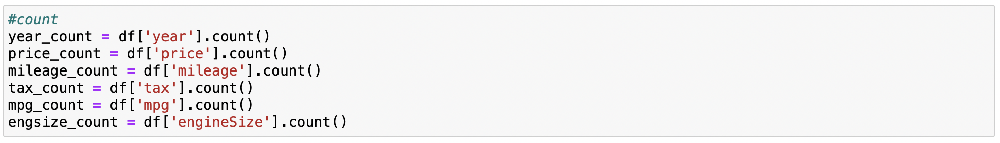 #count
year_count = df['year'].count()
price_count = df['price'].count()
mileage_count = df['mileage'].count()
tax_count = df['tax'].count()
mpg_count = df['mpg'].count()
engsize_count = df['engineSize'].count()